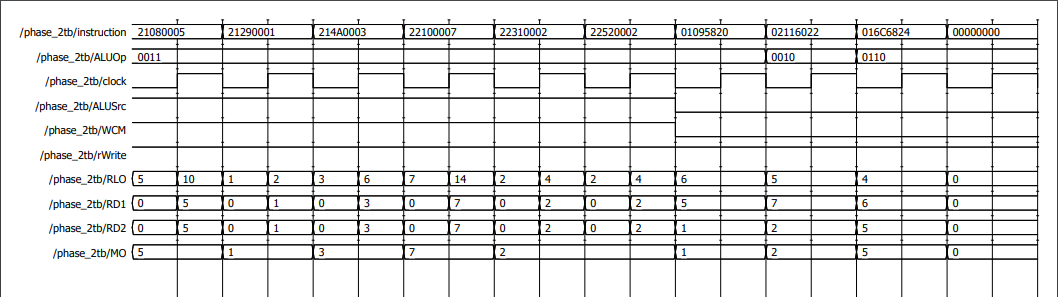 /phase_2tb/instruction 21080005 21290001 214A0003 22100007 22310002 22520002 01095820 02116022 016C6824 00000000
/phase_2tb/ALUOp 0011 0010 0110
/phase_2tb/clock
/phase_2tb/ALUSrc
/phase_2tb/WCM
/phase_2tb/rWrite
/phase_2tb/RLO 5 10 1 2 3 6 7 14 2 4 2 4 6 5 4 0
/phase_2tb/RD1 0 5 0 1 0 3 0 7 0 2 0 2 5 7 6 0
/phase_2tb/RD2 0 5 0 1 0 3 0 7 0 2 0 2 1 2 5 0
/phase_2tb/MO 5 1 3 7 2 1 2 5 0